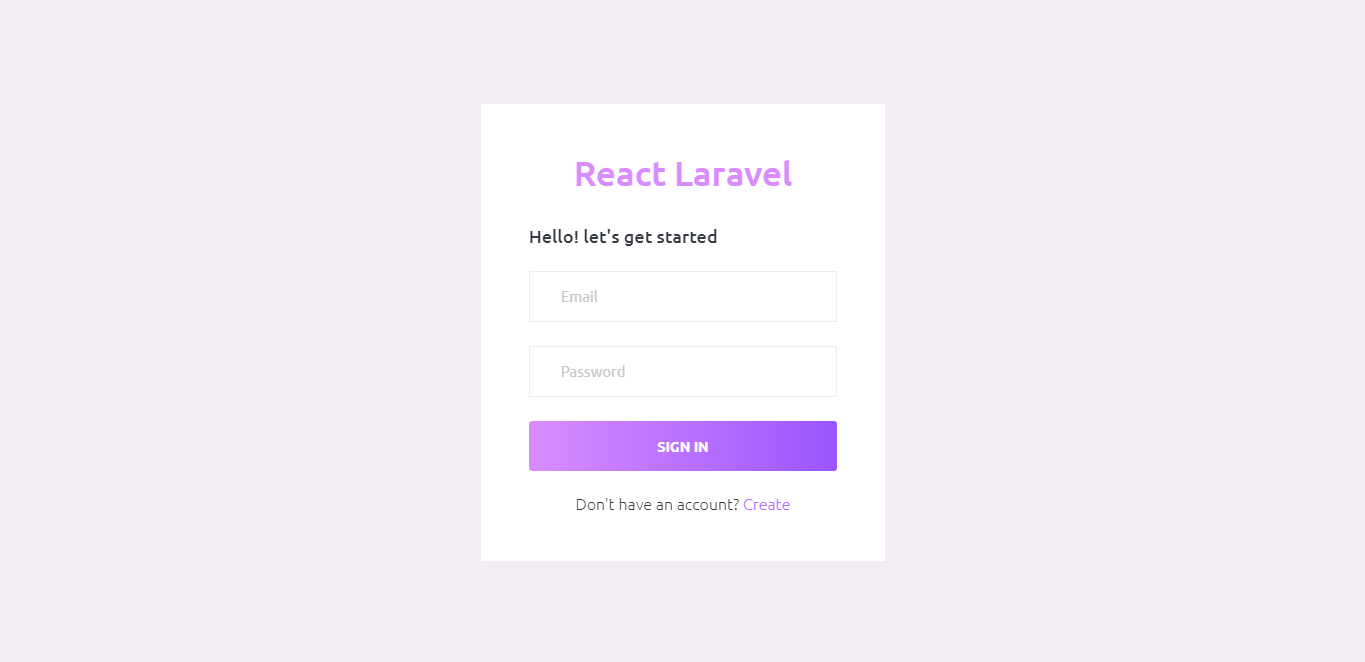 React Laravel
Hello! let's get started
Email
Password
SIGN IN
Don't have an account? Create